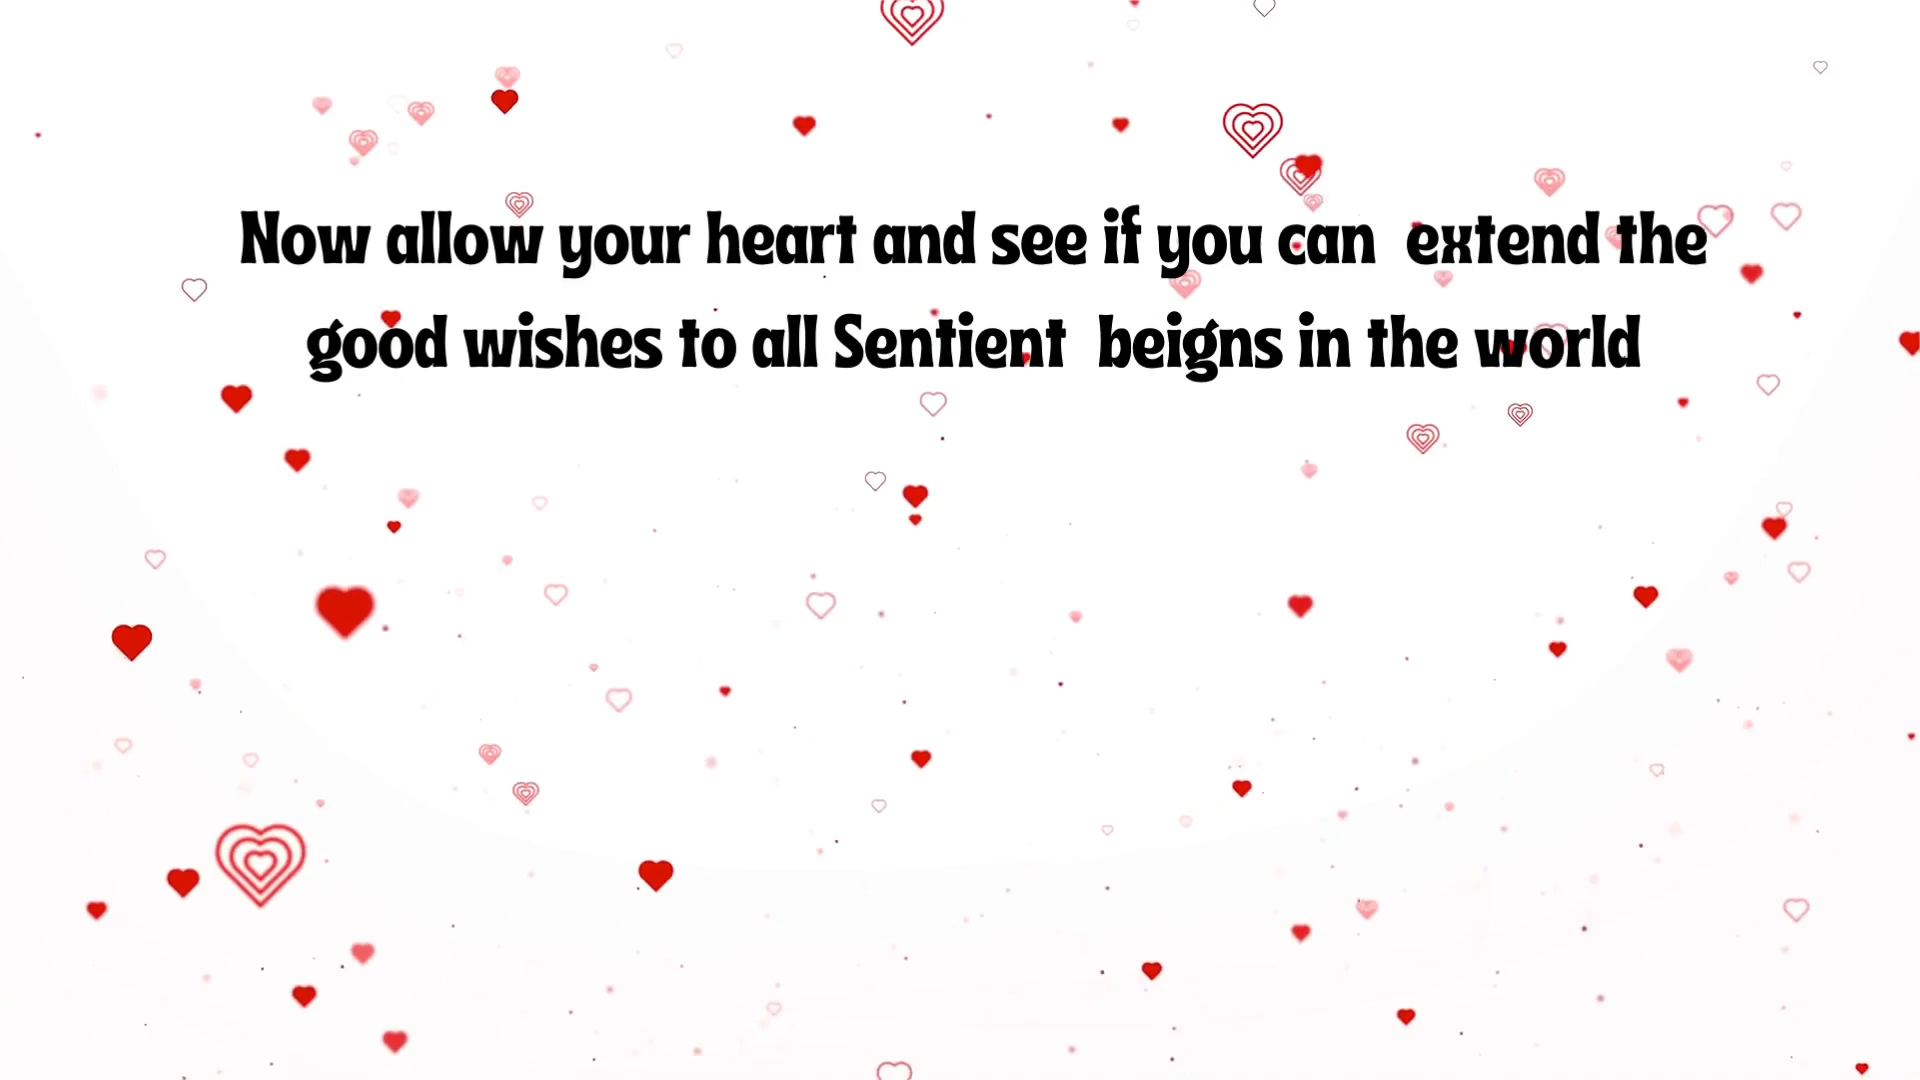 Now allow your heart and see if you can  extend the
good wishes to all Sentient  beigns in the world